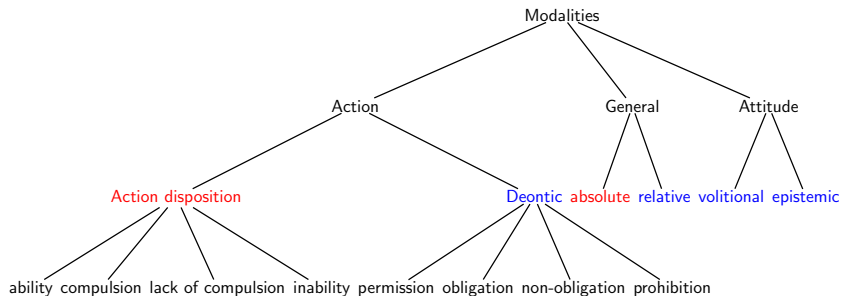 Modalities
Action General Attitude
Action disposition Deontic absolute relative volitional epistemic
ability compulsion lack of compulsion inability permission obligation non-obligation prohibition